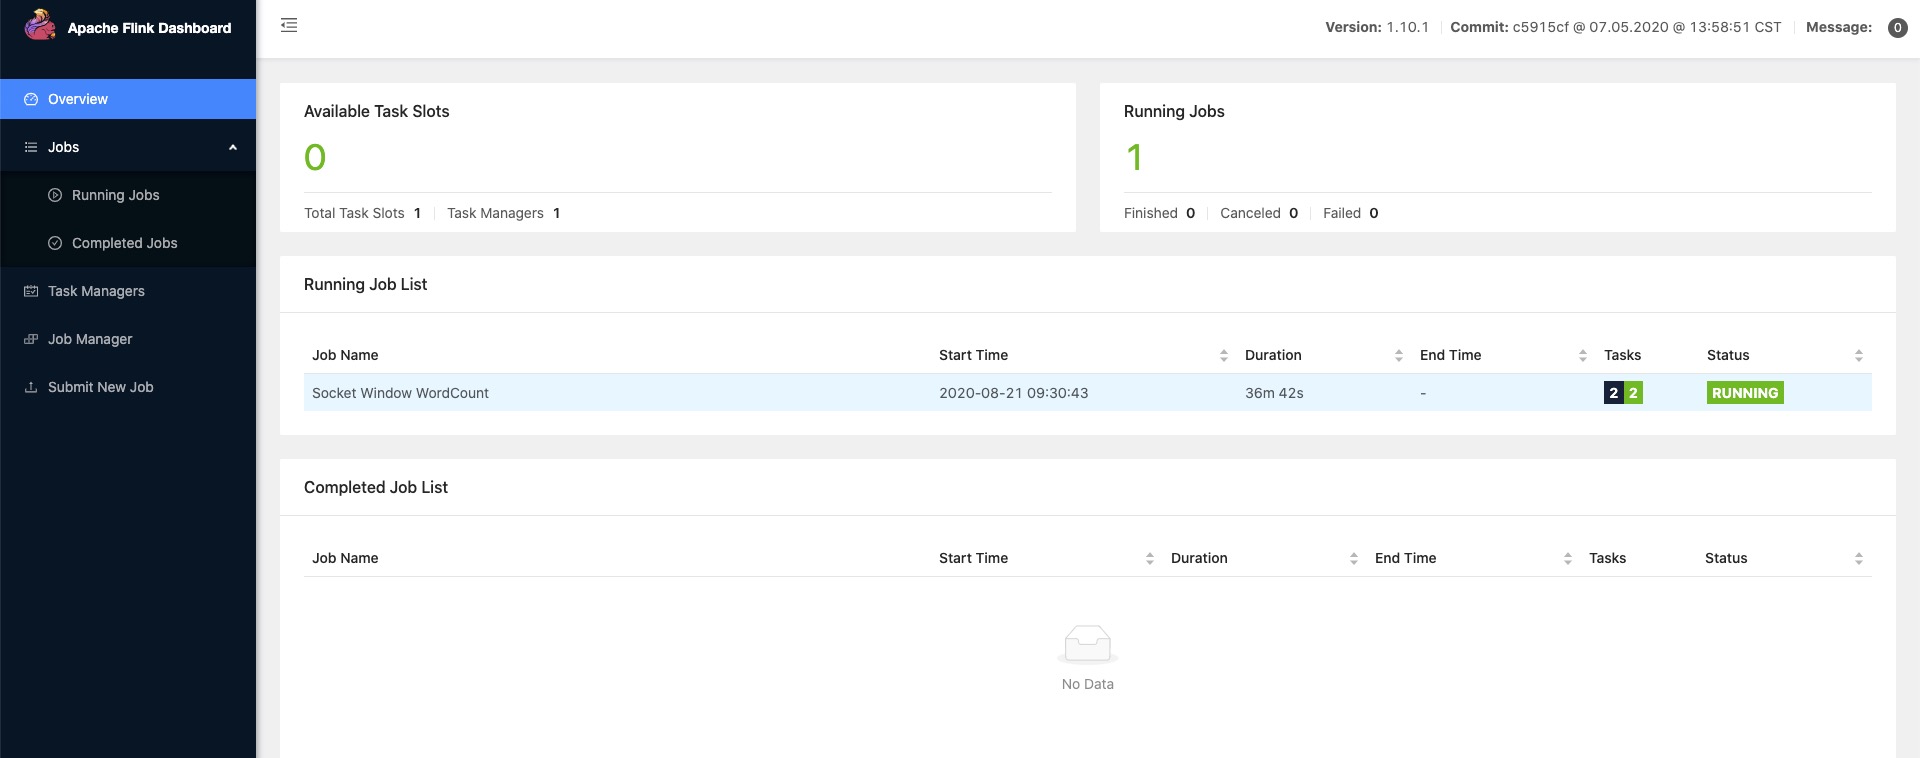 Apache Flink Dashboard
Version: 1.10.1 Commit: c5915cf @ 07.05.2020 @ 13:58:51 CST Message: 0
Overview
Jobs
Running Jobs
Completed Jobs
Task Managers
Job Manager
Submit New Job
Available Task Slots
0
Total Task Slots 1 Task Managers 1
Running Jobs
1
Finished 0 Canceled 0 Failed 0
Running Job List
Job Name Start Time Duration End Time Tasks Status
Socket Window WordCount 2020-08-21 09:30:43 36m 42s - 2 2 RUNNING
Completed Job List
Job Name Start Time Duration End Time Tasks Status
No Data